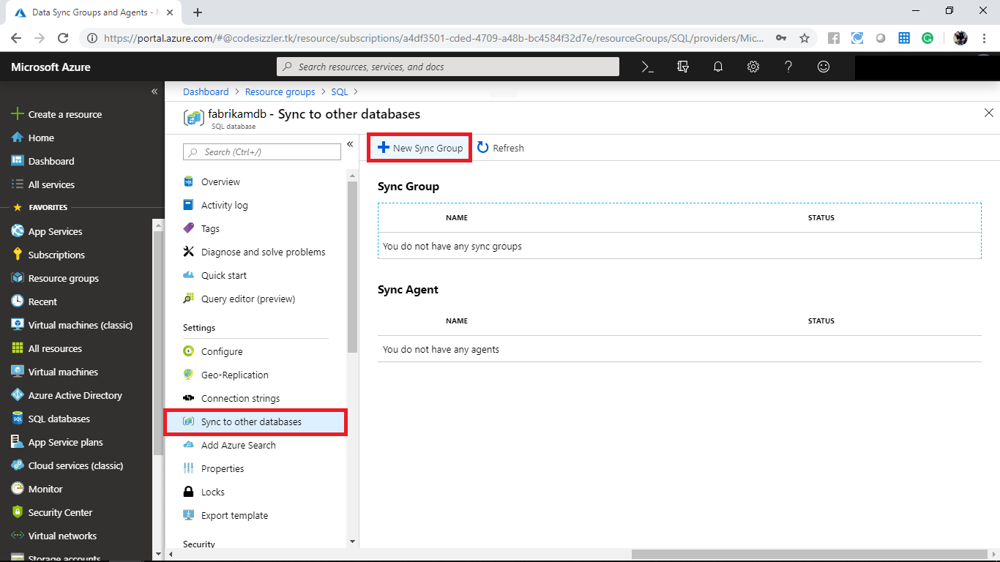 Data Sync Groups and Agents - M
https://portal.azure.com/#@codesizzler.tk/resource/subscriptions/a4df3501-cded-4709-a48b-bc4584f32d7e/resourceGroups/SQL/providers/Mic...
Microsoft Azure
Search resources, services, and docs
Create a resource
Home
Dashboard
All services
FAVORITES
App Services
Subscriptions
Resource groups
Recent
Virtual machines (classic)
All resources
Virtual machines
Azure Active Directory
SQL databases
App Service plans
Cloud services (classic)
Monitor
Security Center
Virtual networks
Storage accounts
Dashboard > Resource groups > SQL >
fabrikamdb - Sync to other databases
SQL database
Search (Ctrl+/)
Overview
Activity log
Tags
Diagnose and solve problems
Quick start
Query editor (preview)
Settings
Configure
Geo-Replication
Connection strings
Sync to other databases
Add Azure Search
Properties
Locks
Export template
Security
New Sync Group Refresh
Sync Group
NAME STATUS
You do not have any sync groups
Sync Agent
NAME STATUS
You do not have any agents